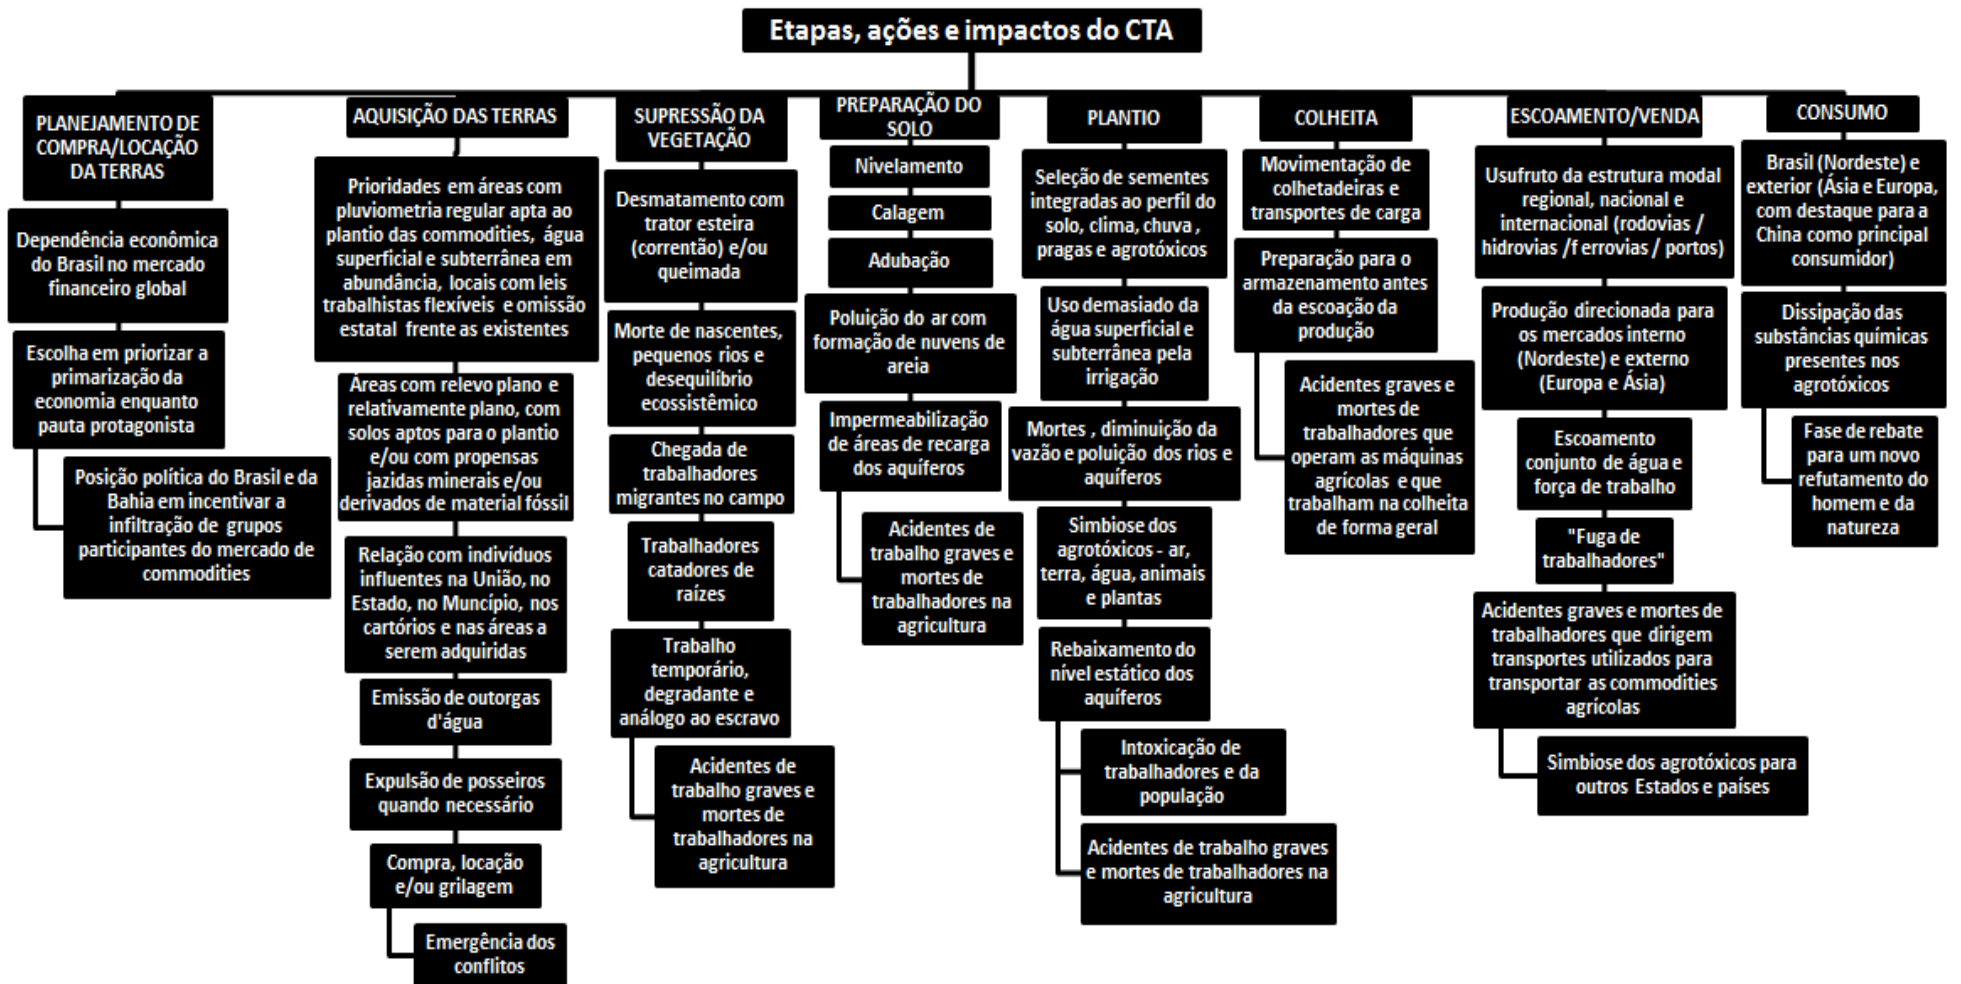 Etapas, ações e impactos do CTA
PLANEJAMENTO DE
COMPRA/LOCAÇÃO
DA TERRAS
Dependência econômica
do Brasil no mercado
financeiro global
Escolha em priorizar a
primarização da
economia enquanto
pauta protagonista
Posição política do Brasil e da
Bahia em incentivar a
infiltração de grupos
participantes do mercado de
commodities
AQUISIÇÃO DAS TERRAS
Prioridades em áreas com
pluviometria regular apta ao
plantio das commodities, água
superficial e subterrânea em
abundância, locais com leis
trabalhistas flexíveis e omissão
estatal frente as existentes
Áreas com relevo plano e
relativamente plano, com
solos aptos para o plantio
e/ou com propensas
jazidas minerais e/ou
derivados de material fóssil
Relação com indivíduos
influentes na União, no
Estado, no Muncípio, nos
cartórios e nas áreas a
serem adquiridas
Emissão de outorgas
d'água
Expulsão de posseiros
quando necessário
Compra, locação
e/ou grilagem
Emergência dos
conflitos
SUPRESSÃO DA
VEGETAÇÃO
Desmatamento com
trator esteira
(correntão) e/ou
queimada
Morte de nascentes,
pequenos rios e
desequilíbrio
ecossistêmico
Chegada de
trabalhadores
migrantes no campo
Trabalhadores
catadores de
raízes
Trabalho
temporário,
degradante e
análogo ao escravo
Acidentes de
trabalho graves e
mortes de
trabalhadores na
agricultura
PREPARAÇÃO DO
SOLO
Nivelamento
Calagem
Adubação
Poluição do ar com
formação de nuvens de
areia
Impermeabilização
de áreas de recarga
dos aquíferos
Acidentes de
trabalho graves e
mortes de
trabalhadores na
agricultura
PLANTIO
Seleção de sementes
integradas ao perfil do
solo, clima, chuva ,
pragas e agrotóxicos
Uso demasiado da
água superficial e
subterrânea pela
irrigação
Mortes , diminuição da
vazão e poluição dos rios e
aquíferos
Simbiose dos
agrotóxicos - ar,
terra, água, animais
e plantas
Rebaixamento do
nível estático dos
aquíferos
Intoxicação de
trabalhadores e da
população
Acidentes de trabalho graves
e mortes de trabalhadores na
agricultura
COLHEITA
Movimentação de
colhetadeiras e
transportes de carga
Preparação para o
armazenamento antes
da escoação da
produção
Acidentes graves e
mortes de
trabalhadores que
operam as máquinas
agrícolas e que
trabalham na colheita
de forma geral
ESCOAMENTO/VENDA
Usufruto da estrutura modal
regional, nacional e
internacional (rodovias /
hidrovias /f errovias / portos)
Produção direcionada para
os mercados interno
(Nordeste) e externo
(Europa e Ásia)
Escoamento
conjunto de água e
força de trabalho
"Fuga de
trabalhadores"
Acidentes graves e mortes de
trabalhadores que dirigem
transportes utilizados para
transportar as commodities
agrícolas
Simbiose dos agrotóxicos para
outros Estados e países
CONSUMO
Brasil (Nordeste) e
exterior (Ásia e Europa,
com destaque para a
China como principal
consumidor)
Dissipação das
substâncias químicas
presentes nos
agrotóxicos
Fase de rebate
para um novo
refutamento do
homem e da
natureza